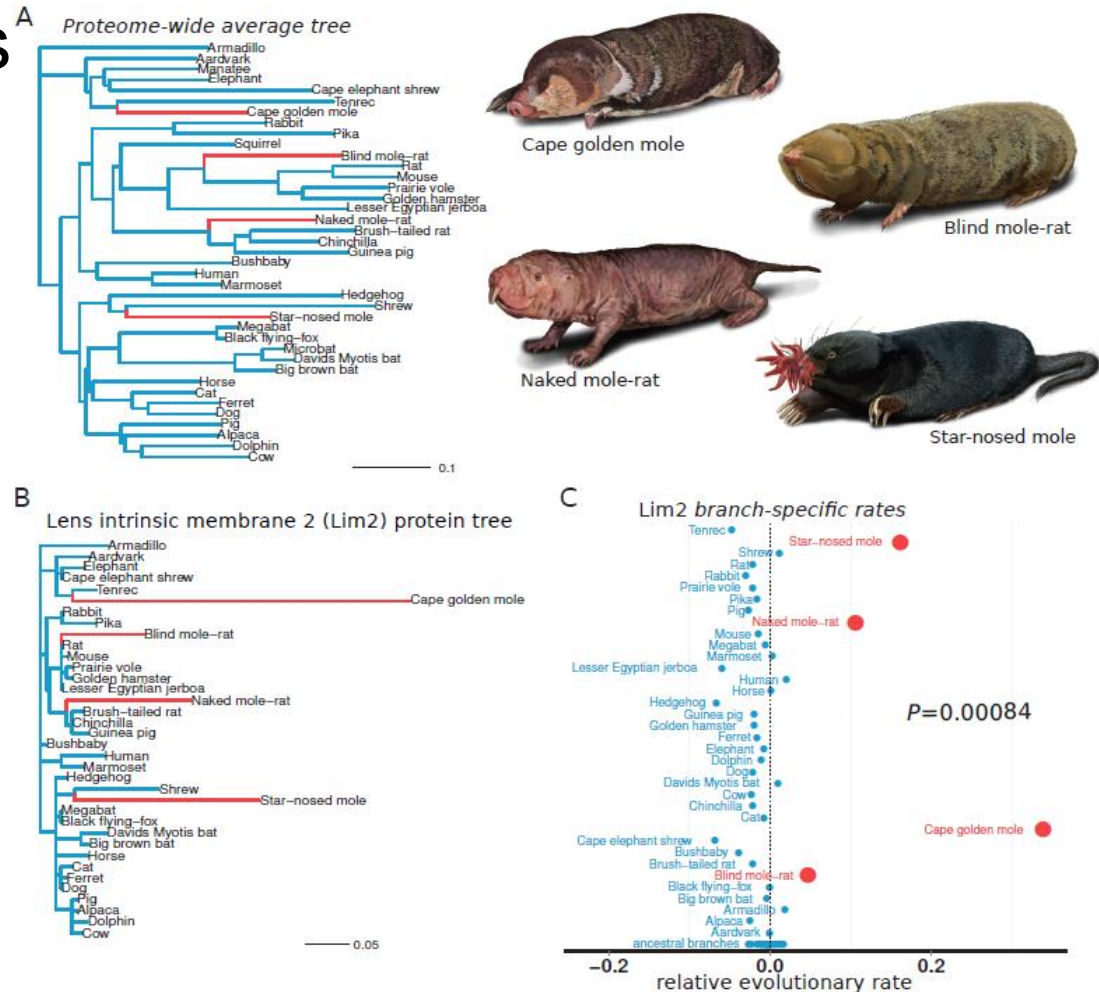 s
A
Proteome-wide average tree
Armadillo
Aardvark
Manatee
Elephant
Cape elephant shrew
Tenrec
Cape golden mole
Rabbit
Pika
Squirrel
Blind mole-rat
Rat
Mouse
Prairie vole
Golden hamster
Lesser Egyptian jerboa
Naked mole-rat
Brush-tailed rat
Chinchilla
Guinea pig
Bushbaby
Human
Marmoset
Hedgehog
Shrew
Star-nosed mole
Megabat
Black flying-fox
Microbat
Davids Myotis bat
Big brown bat
Horse
Cat
Ferret
Dog
Pig
Alpaca
Dolphin
Cow
0.1
Cape golden mole
Blind mole-rat
Naked mole-rat
Star-nosed mole
B
Lens intrinsic membrane 2 (Lim2) protein tree
Armadillo
Aardvark
Elephant
Cape elephant shrew
Tenrec
Cape golden mole
Rabbit
Pika
Blind mole-rat
Rat
Mouse
Prairie vole
Golden hamster
Lesser Egyptian jerboa
Naked mole-rat
Brush-tailed rat
Chinchilla
Guinea pig
Bushbaby
Human
Marmoset
Hedgehog
Shrew
Star-nosed mole
Megabat
Black flying-fox
Davids Myotis bat
Big brown bat
Horse
Cat
Ferret
Dog
Pig
Alpaca
Dolphin
Cow
0.05
C
Lim2 branch-specific rates
Tenrec
Star-nosed mole
Shrew
Rat
Rabbit
Prairie vole
Pika
Pig
Naked mole-rat
Mouse
Megabat
Marmoset
Lesser Egyptian jerboa
Human
Horse
Hedgehog
Guinea pig
Golden hamster
Ferret
Elephant
Dolphin
Dog
Davids Myotis bat
Cow
Chinchilla
Cat
Cape golden mole
Cape elephant shrew
Bushbaby
Brush-tailed rat
Blind mole-rat
Black flying-fox
Big brown bat
Armadillo
Alpaca
Aardvark
ancestral branches
P=0.00084
−0.2 0.0 0.2
relative evolutionary rate